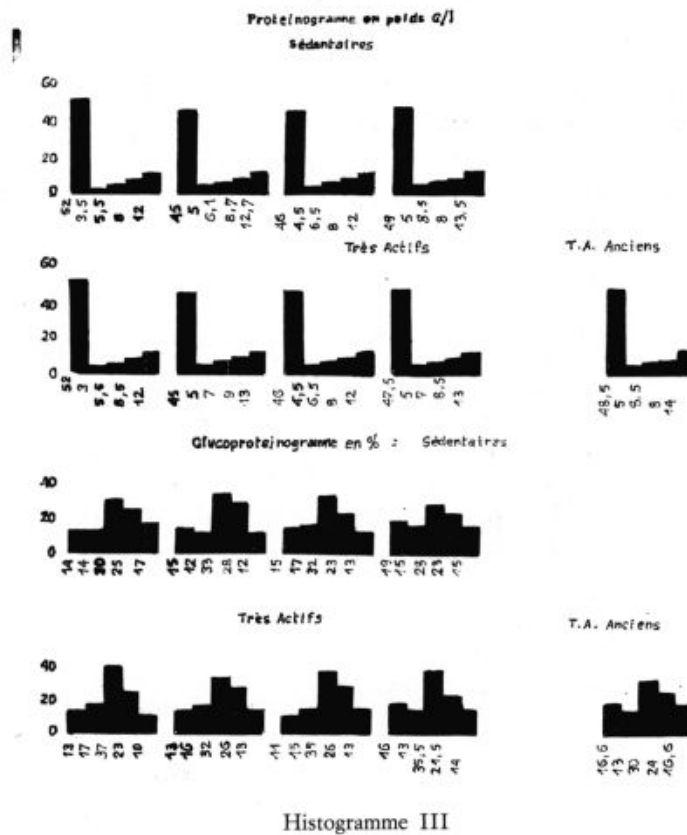 Proteinogramme en poids G/l
Sédentaires
60
40
20
0
52 3,5 5,5 8 12
45 5 6,1 8,7 12,7
46 4,5 6,5 8 12
49 5 8,5 8 13,5
Très Actifs
T.A. Anciens
60
40
20
0
52 3 5,5 8,5 12
45 5 7 9 13
46 4,5 6,5 8 12
47,5 5 7 8,5 13
48,5 5 6,5 8 14
Glucoproteinogramme en % : Sédentaires
40
20
0
14 14 30 25 17
15 12 33 28 12
15 17 32 23 13
19 15 28 23 15
Très Actifs
T.A. Anciens
40
20
0
13 17 37 23 10
13 16 32 26 13
11 15 39 26 13
16 13 35,5 21,5 14
16,6 13 30 24 16,6
Histogramme III